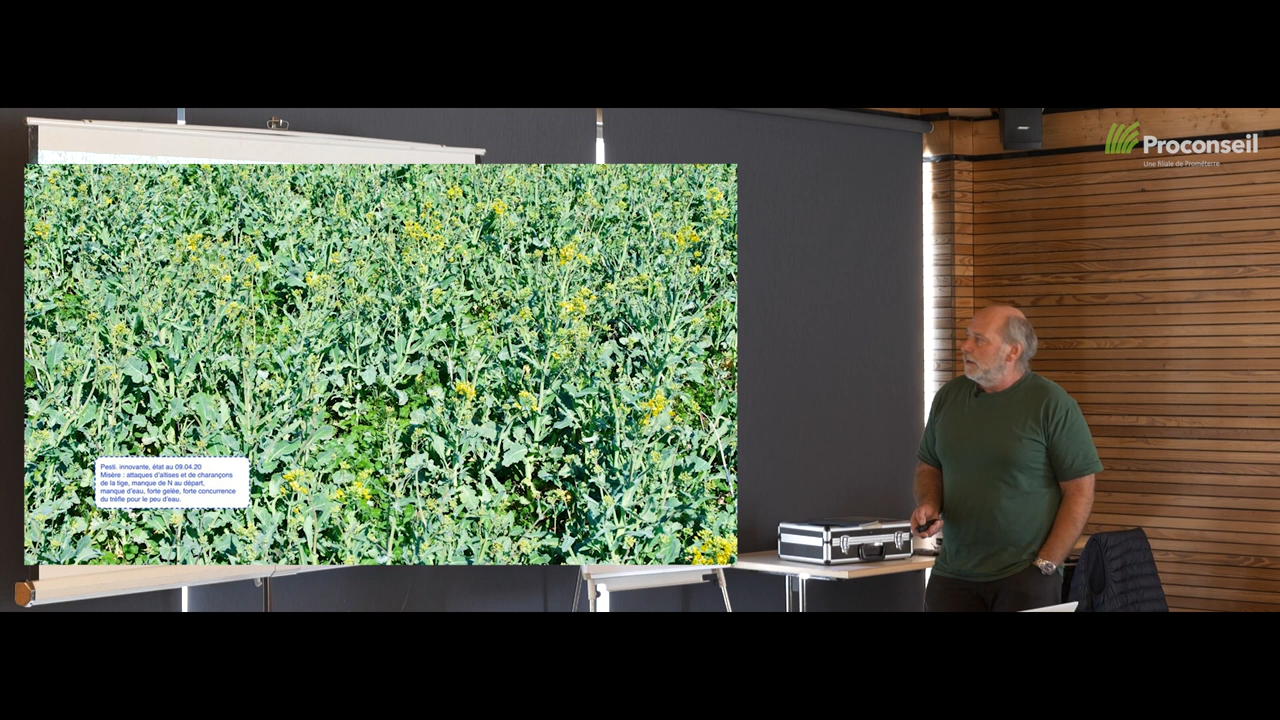 Proconseil
Une filiale de Prométerre
Pesti. innovante, état au 09.04.20
Misère : attaques d'altises et de charançons
de la tige, manque de N au départ,
manque d'eau, forte gelée, forte concurrence
du trèfle pour le peu d'eau.